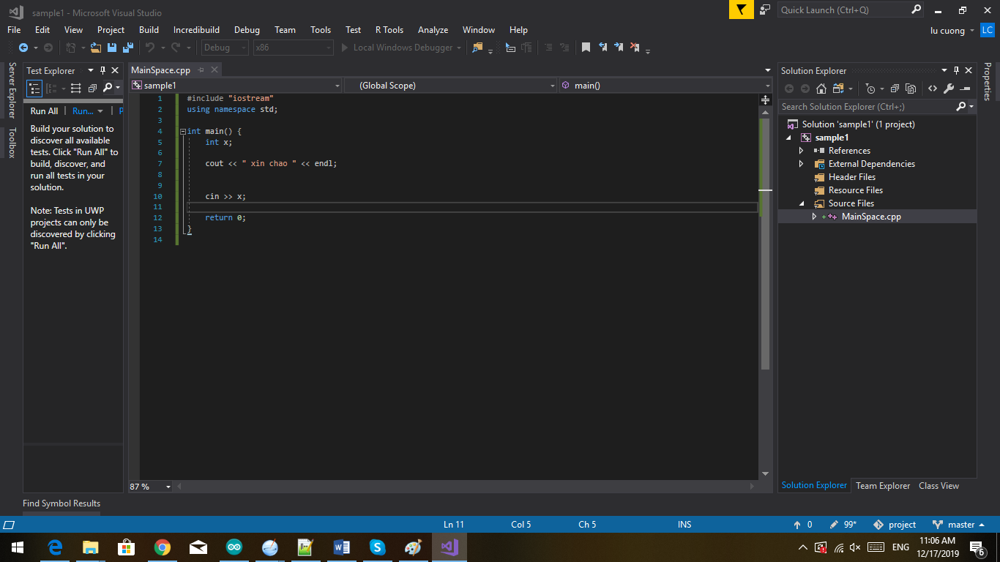 sample1 - Microsoft Visual Studio
Quick Launch (Ctrl+Q)
File Edit View Project Build Incredibuild Debug Team Tools Test R Tools Analyze Window Help
lu cuong LC
Debug x86 Local Windows Debugger
Server Explorer
Toolbox
Test Explorer
Run All | Run... | P
Build your solution to
discover all available
tests. Click "Run All" to
build, discover, and
run all tests in your
solution.
Note: Tests in UWP
projects can only be
discovered by clicking
"Run All".
MainSpace.cpp
sample1 (Global Scope) main()
1 #include "iostream"
2 using namespace std;
3
4 int main() {
5 int x;
6
7 cout << " xin chao " << endl;
8
9
10 cin >> x;
11
12 return 0;
13 }
14
87 %
Solution Explorer
Search Solution Explorer (Ctrl+;)
Solution 'sample1' (1 project)
sample1
References
External Dependencies
Header Files
Resource Files
Source Files
MainSpace.cpp
Solution Explorer Team Explorer Class View
Properties
Find Symbol Results
Ln 11 Col 5 Ch 5 INS 0 99* project master
ENG
11:06 AM
12/17/2019
6